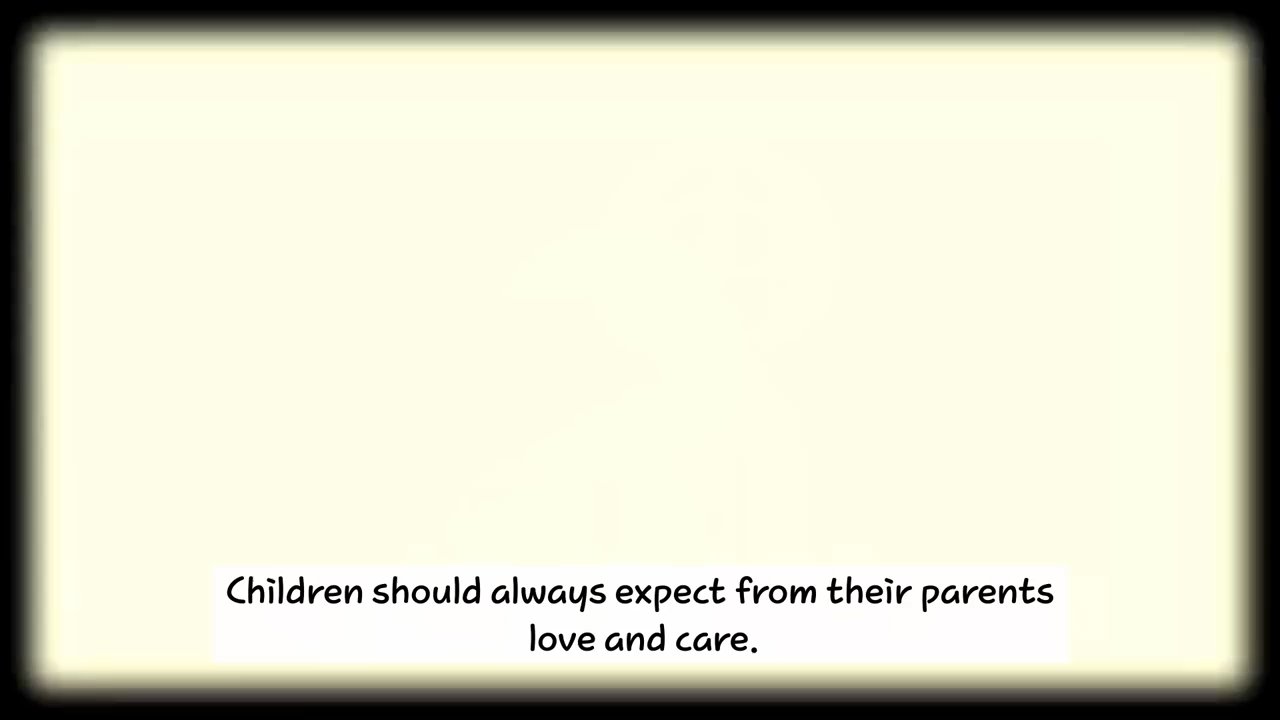 Children should always expect from their parents
love and care.